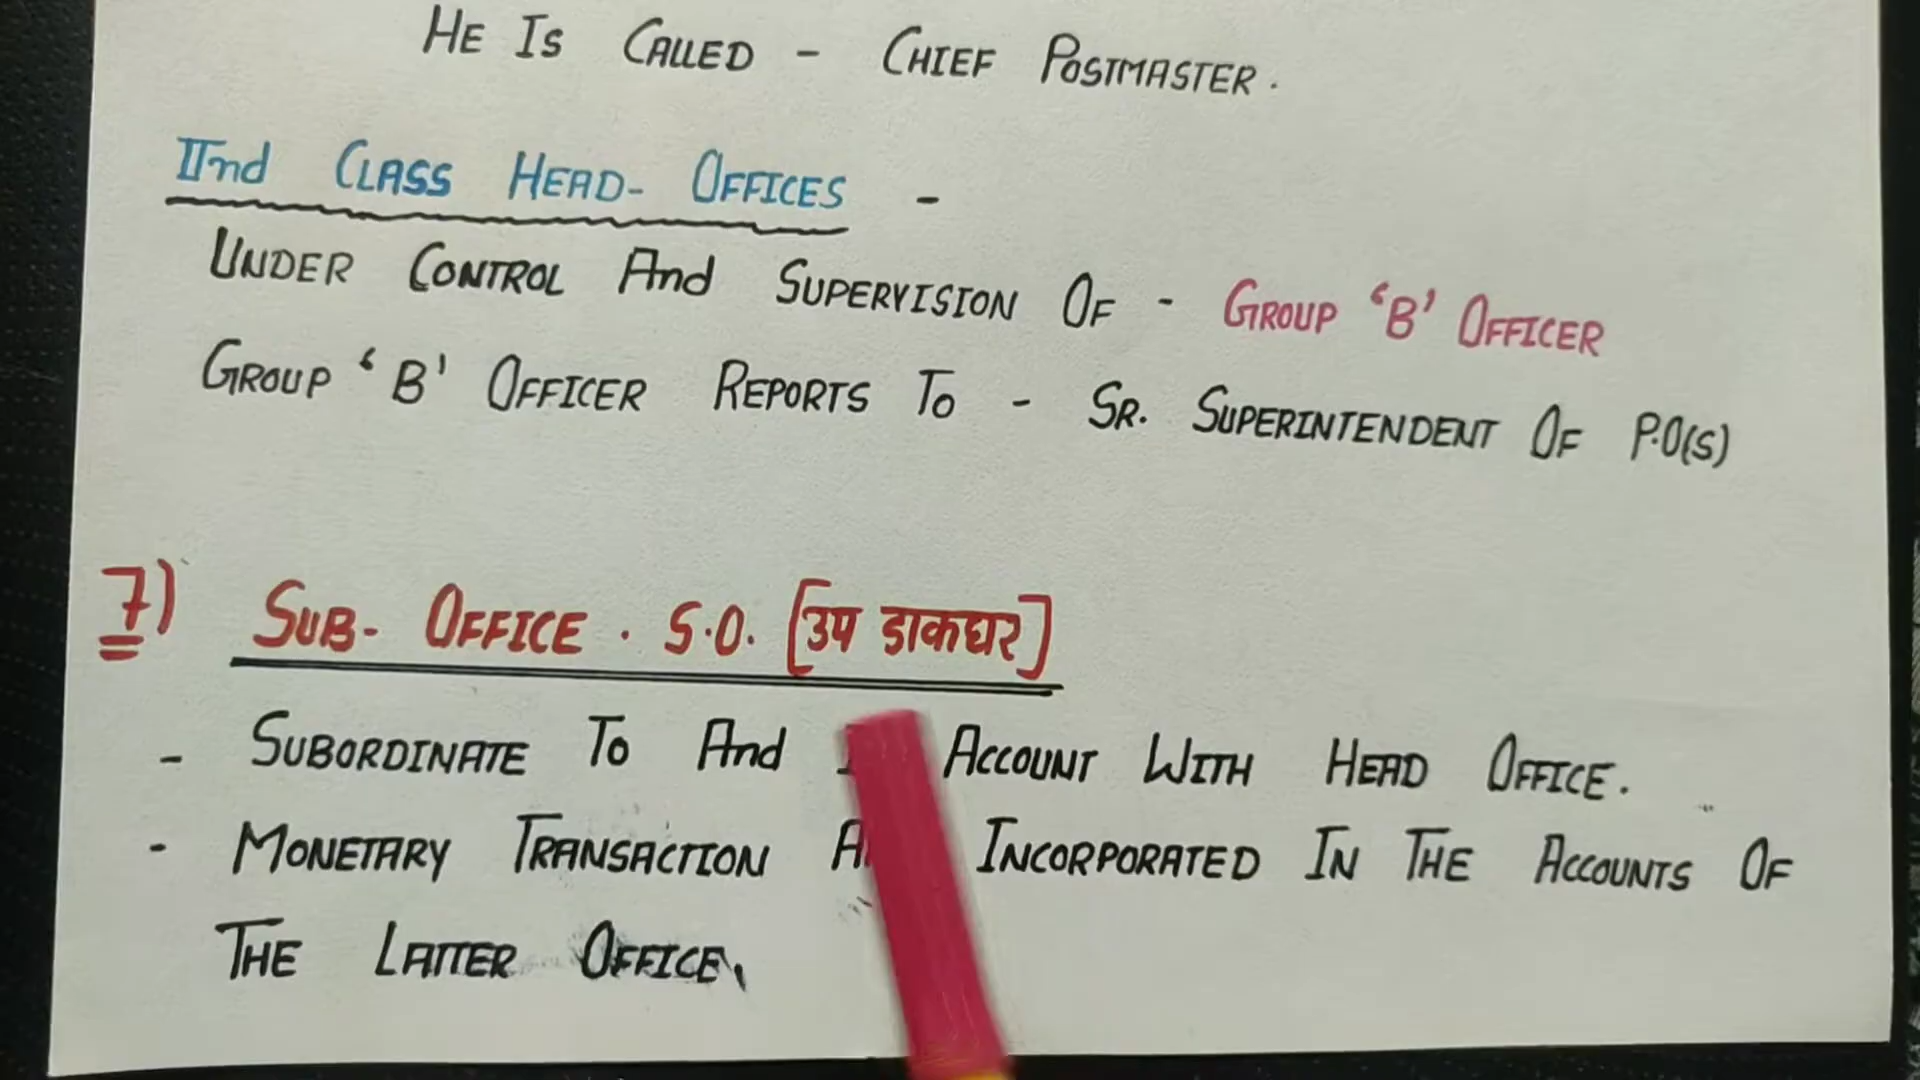 HE IS CALLED - CHIEF POSTMASTER.
IInd CLASS HEAD- OFFICES -
UNDER CONTROL And SUPERVISION OF - GROUP 'B' OFFICER
GROUP 'B' OFFICER REPORTS TO - SR. SUPERINTENDENT OF P.O(S)
7) SUB- OFFICE . S.O. [उप डाकघर]
- SUBORDINATE TO And ACCOUNT WITH HEAD OFFICE.
- MONETARY TRANSACTION INCORPORATED IN THE ACCOUNTS OF
THE LATTER OFFICE.